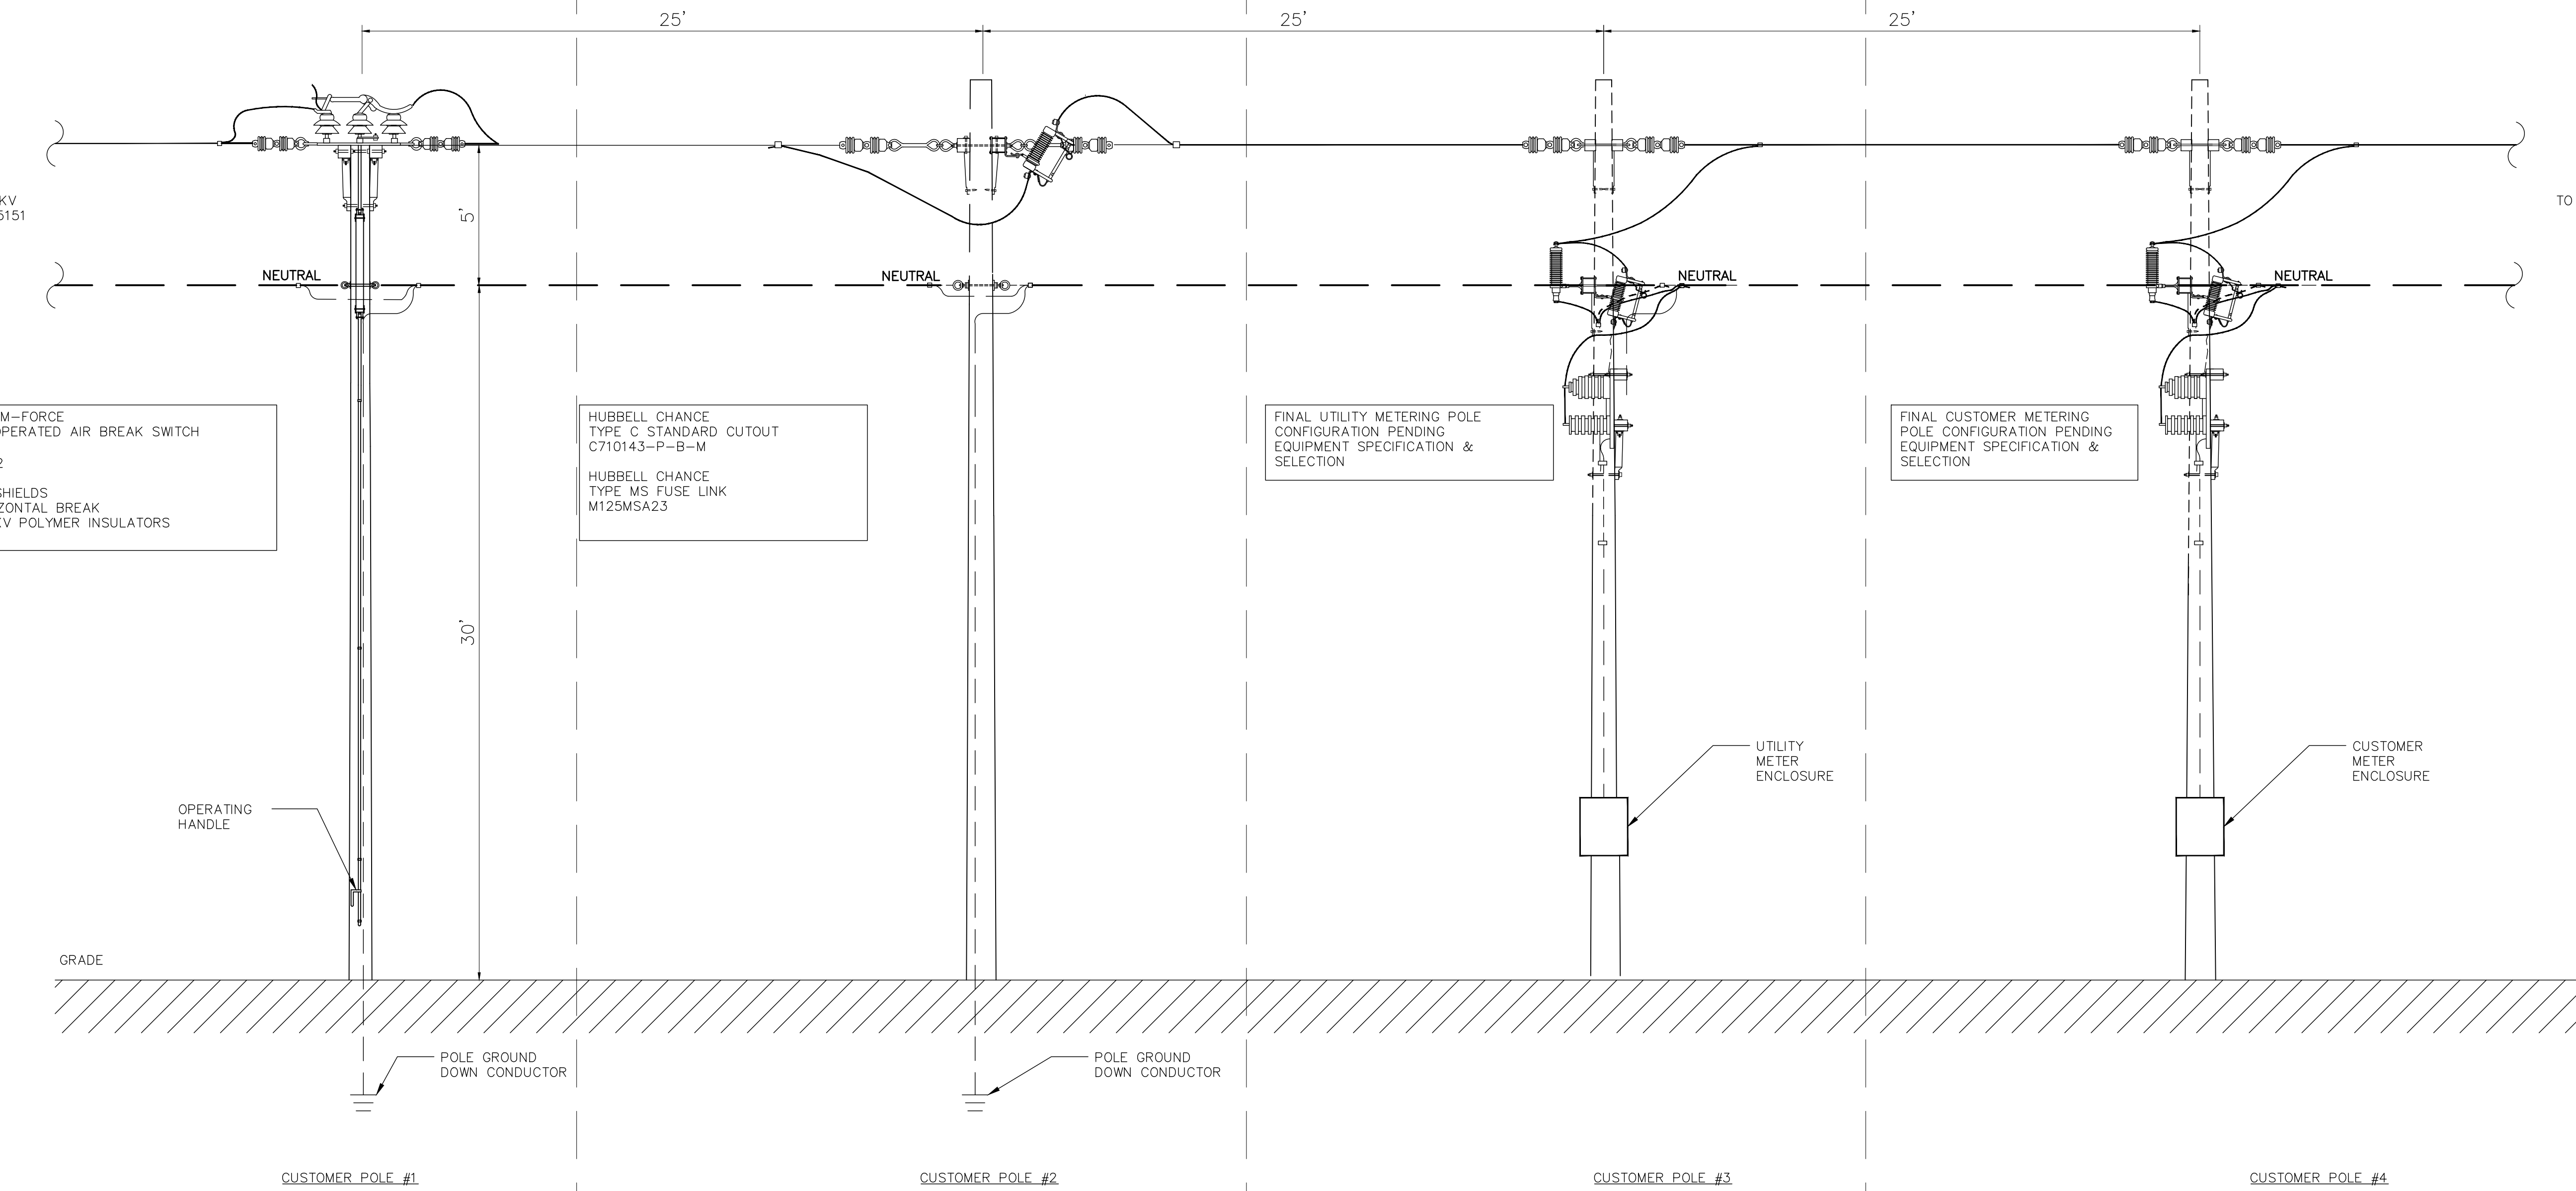 25'
25'
25'
KV
5151
TO
5'
NEUTRAL
NEUTRAL
NEUTRAL
NEUTRAL
M-FORCE
OPERATED AIR BREAK SWITCH
2
SHIELDS
ZONTAL BREAK
KV POLYMER INSULATORS
HUBBELL CHANCE
TYPE C STANDARD CUTOUT
C710143-P-B-M
HUBBELL CHANCE
TYPE MS FUSE LINK
M125MSA23
FINAL UTILITY METERING POLE
CONFIGURATION PENDING
EQUIPMENT SPECIFICATION &
SELECTION
FINAL CUSTOMER METERING
POLE CONFIGURATION PENDING
EQUIPMENT SPECIFICATION &
SELECTION
30'
OPERATING
HANDLE
UTILITY
METER
ENCLOSURE
CUSTOMER
METER
ENCLOSURE
GRADE
POLE GROUND
DOWN CONDUCTOR
POLE GROUND
DOWN CONDUCTOR
CUSTOMER POLE #1
CUSTOMER POLE #2
CUSTOMER POLE #3
CUSTOMER POLE #4